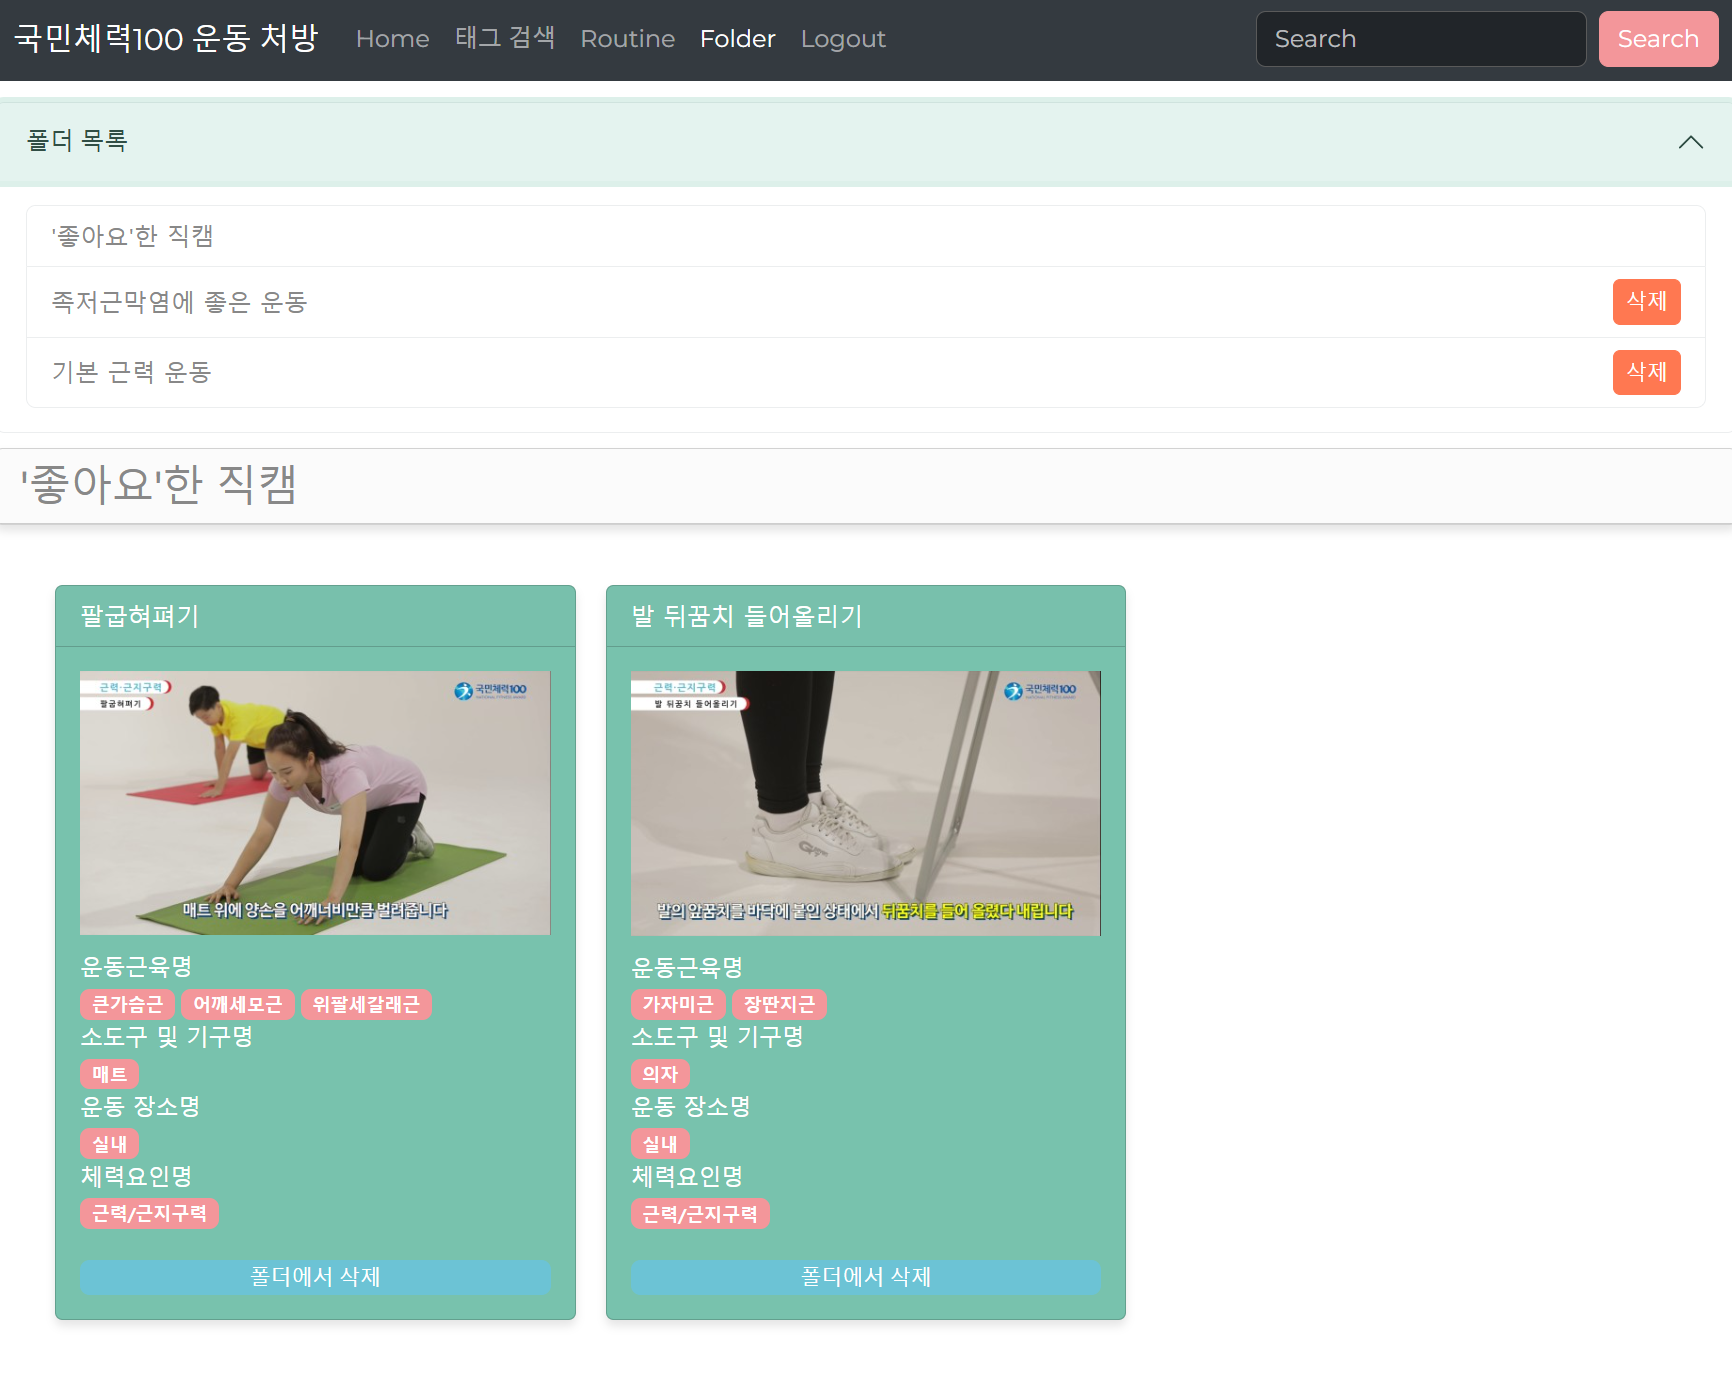 국민체력100 운동 처방 Home 태그 검색 Routine Folder Logout Search Search
폴더 목록
'좋아요'한 직캠
족저근막염에 좋은 운동 삭제
기본 근력 운동 삭제
'좋아요'한 직캠
팔굽혀펴기
근력·근지구력
국민체력100
팔굽혀펴기
매트 위에 양손을 어깨너비만큼 벌려줍니다
운동근육명
큰가슴근 어깨세모근 위팔세갈래근
소도구 및 기구명
매트
운동 장소명
실내
체력요인명
근력/근지구력
폴더에서 삭제
발 뒤꿈치 들어올리기
근력·근지구력
국민체력100
발 뒤꿈치 들어올리기
발의 앞꿈치를 바닥에 붙인 상태에서 뒤꿈치를 들어 올렸다 내립니다
운동근육명
가자미근 장딴지근
소도구 및 기구명
의자
운동 장소명
실내
체력요인명
근력/근지구력
폴더에서 삭제